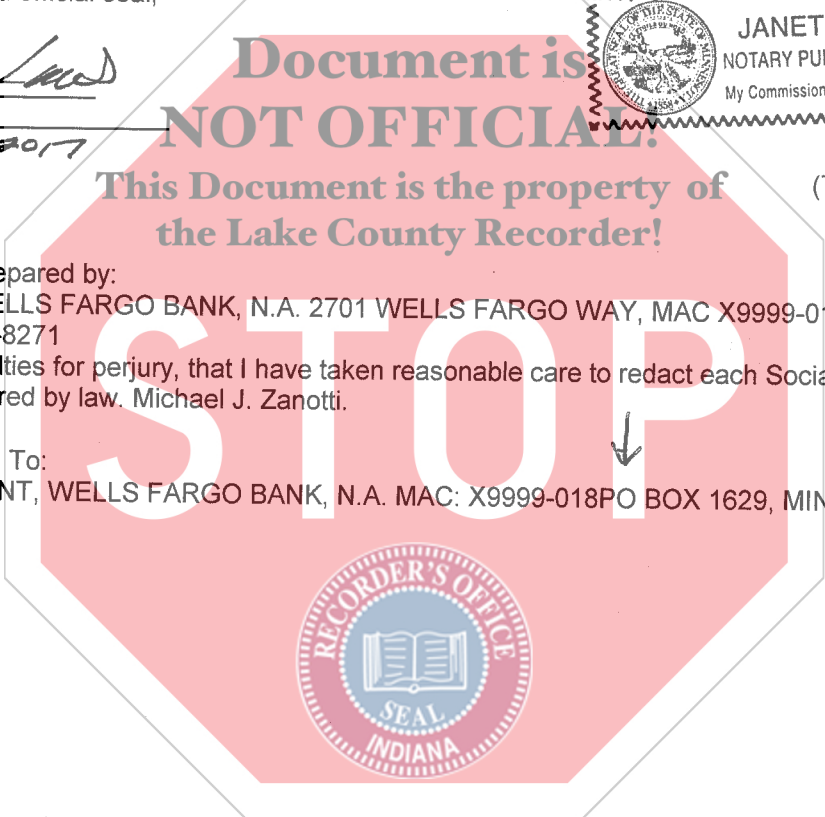 JANET
NOTARY PU
My Commission
2017
Document is
NOT OFFICIAL!
This Document is the property of
the Lake County Recorder!
epared by:
ELLS FARGO BANK, N.A. 2701 WELLS FARGO WAY, MAC X9999-01
-8271
lties for perjury, that I have taken reasonable care to redact each Socia
red by law. Michael J. Zanotti.
To:
NT, WELLS FARGO BANK, N.A. MAC: X9999-018PO BOX 1629, MIN
STOP
RECORDER'S OFFICE
SEAL
INDIANA